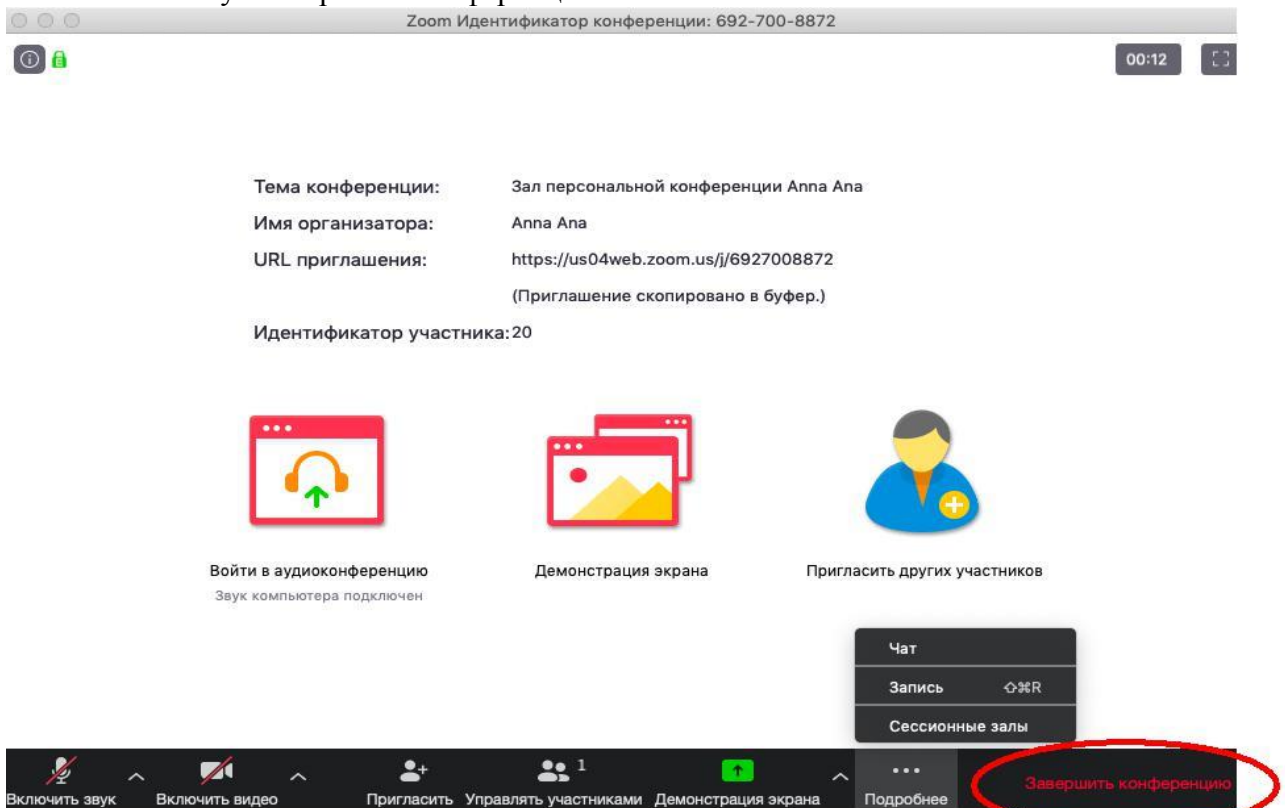 Zoom Идентификатор конференции: 692-700-8872
00:12
Тема конференции: Зал персональной конференции Anna Ana
Имя организатора: Anna Ana
URL приглашения: https://us04web.zoom.us/j/6927008872
(Приглашение скопировано в буфер.)
Идентификатор участника: 20
Войти в аудиоконференцию
Звук компьютера подключен
Демонстрация экрана
Пригласить других участников
Чат
Запись ⇧⌘R
Сессионные залы
1
Включить звук
Включить видео
Пригласить
Управлять участниками
Демонстрация экрана
Подробнее
Завершить конференцию